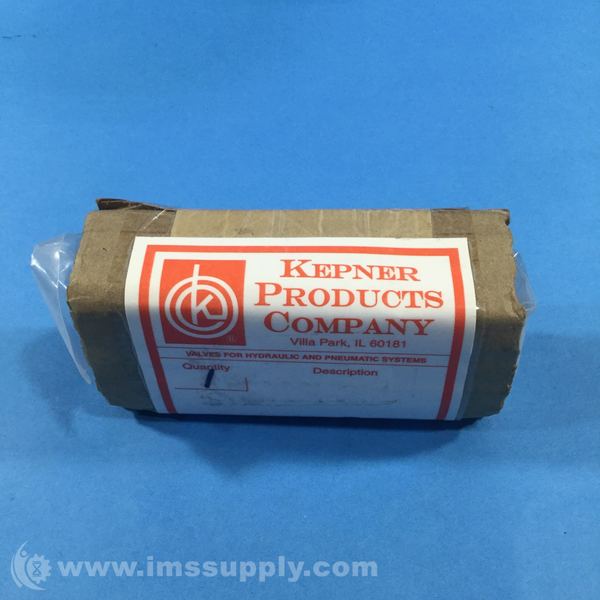 KEPNER
PRODUCTS
COMPANY
Villa Park, IL 60181
VALVES FOR HYDRAULIC AND PNEUMATIC SYSTEMS
Quantity Description
1
www.imssupply.com